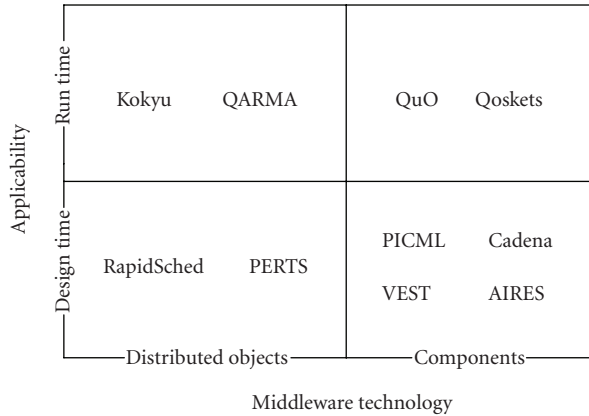 Applicability
Run time
Kokyu QARMA
QuO Qoskets
Design time
RapidSched PERTS
PICML Cadena
VEST AIRES
Distributed objects
Components
Middleware technology